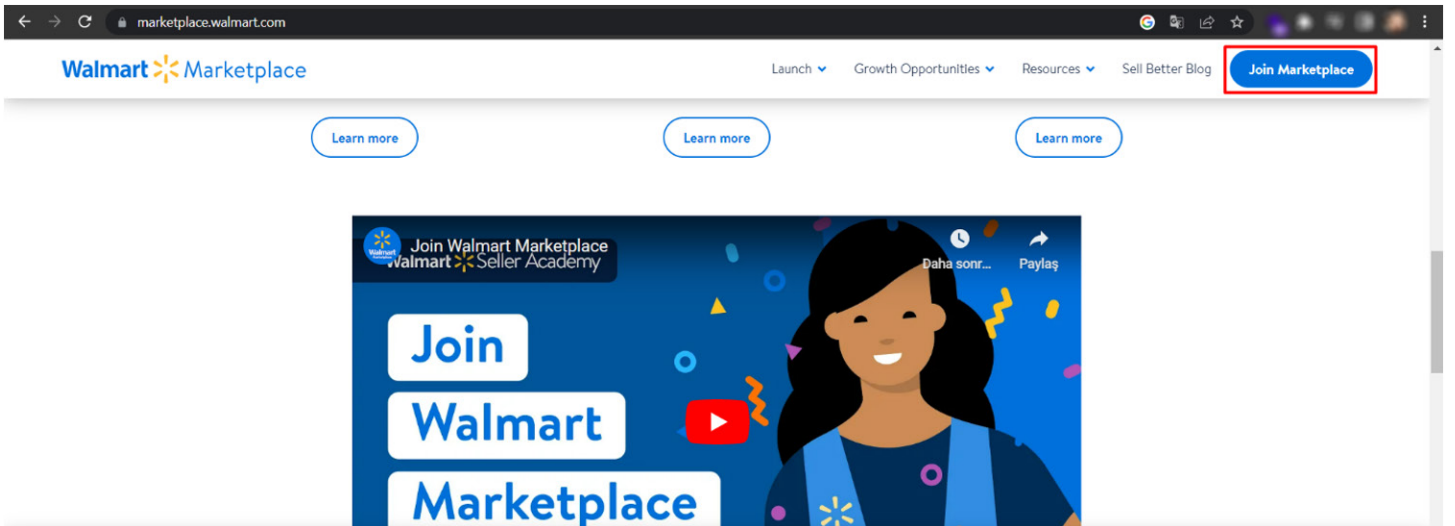 marketplace.walmart.com
Walmart Marketplace
Launch
Growth Opportunities
Resources
Sell Better Blog
Join Marketplace
Learn more
Learn more
Learn more
Join Walmart Marketplace
Walmart Seller Academy
Daha sonr...
Paylaş
Join
Walmart
Marketplace